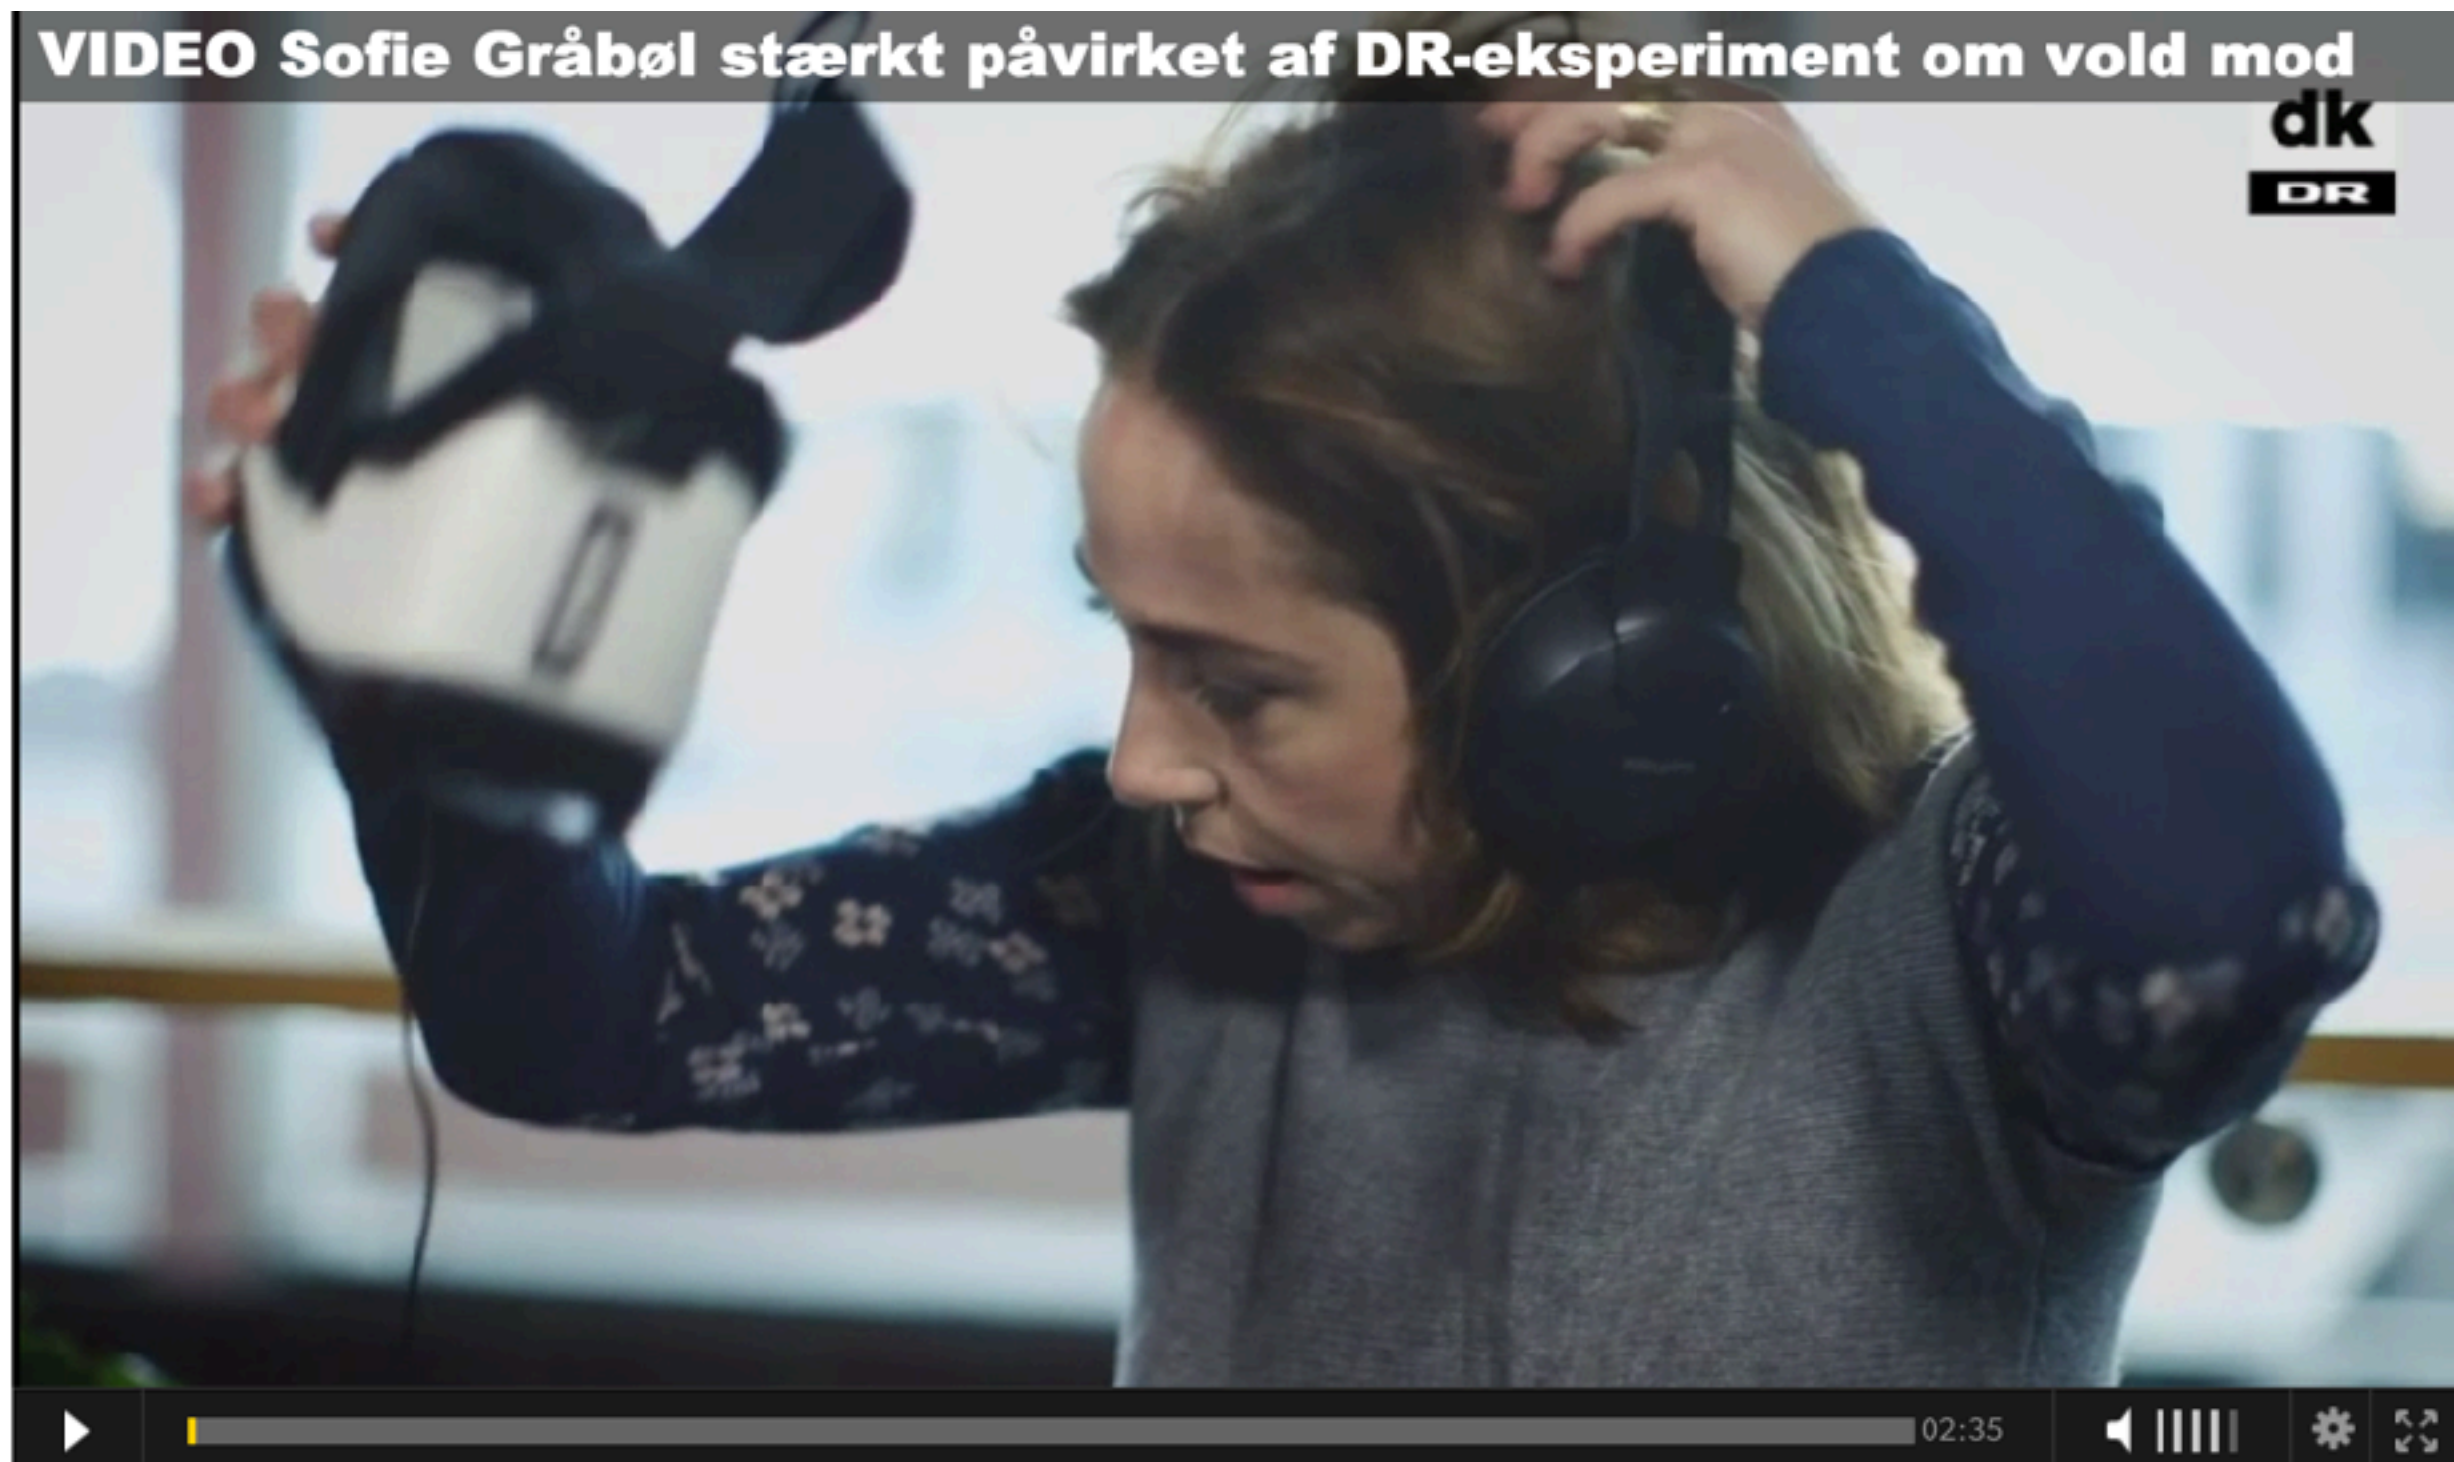 VIDEO Sofie Gråbøl stærkt påvirket af DR-eksperiment om vold mod
dk
DR
02:35